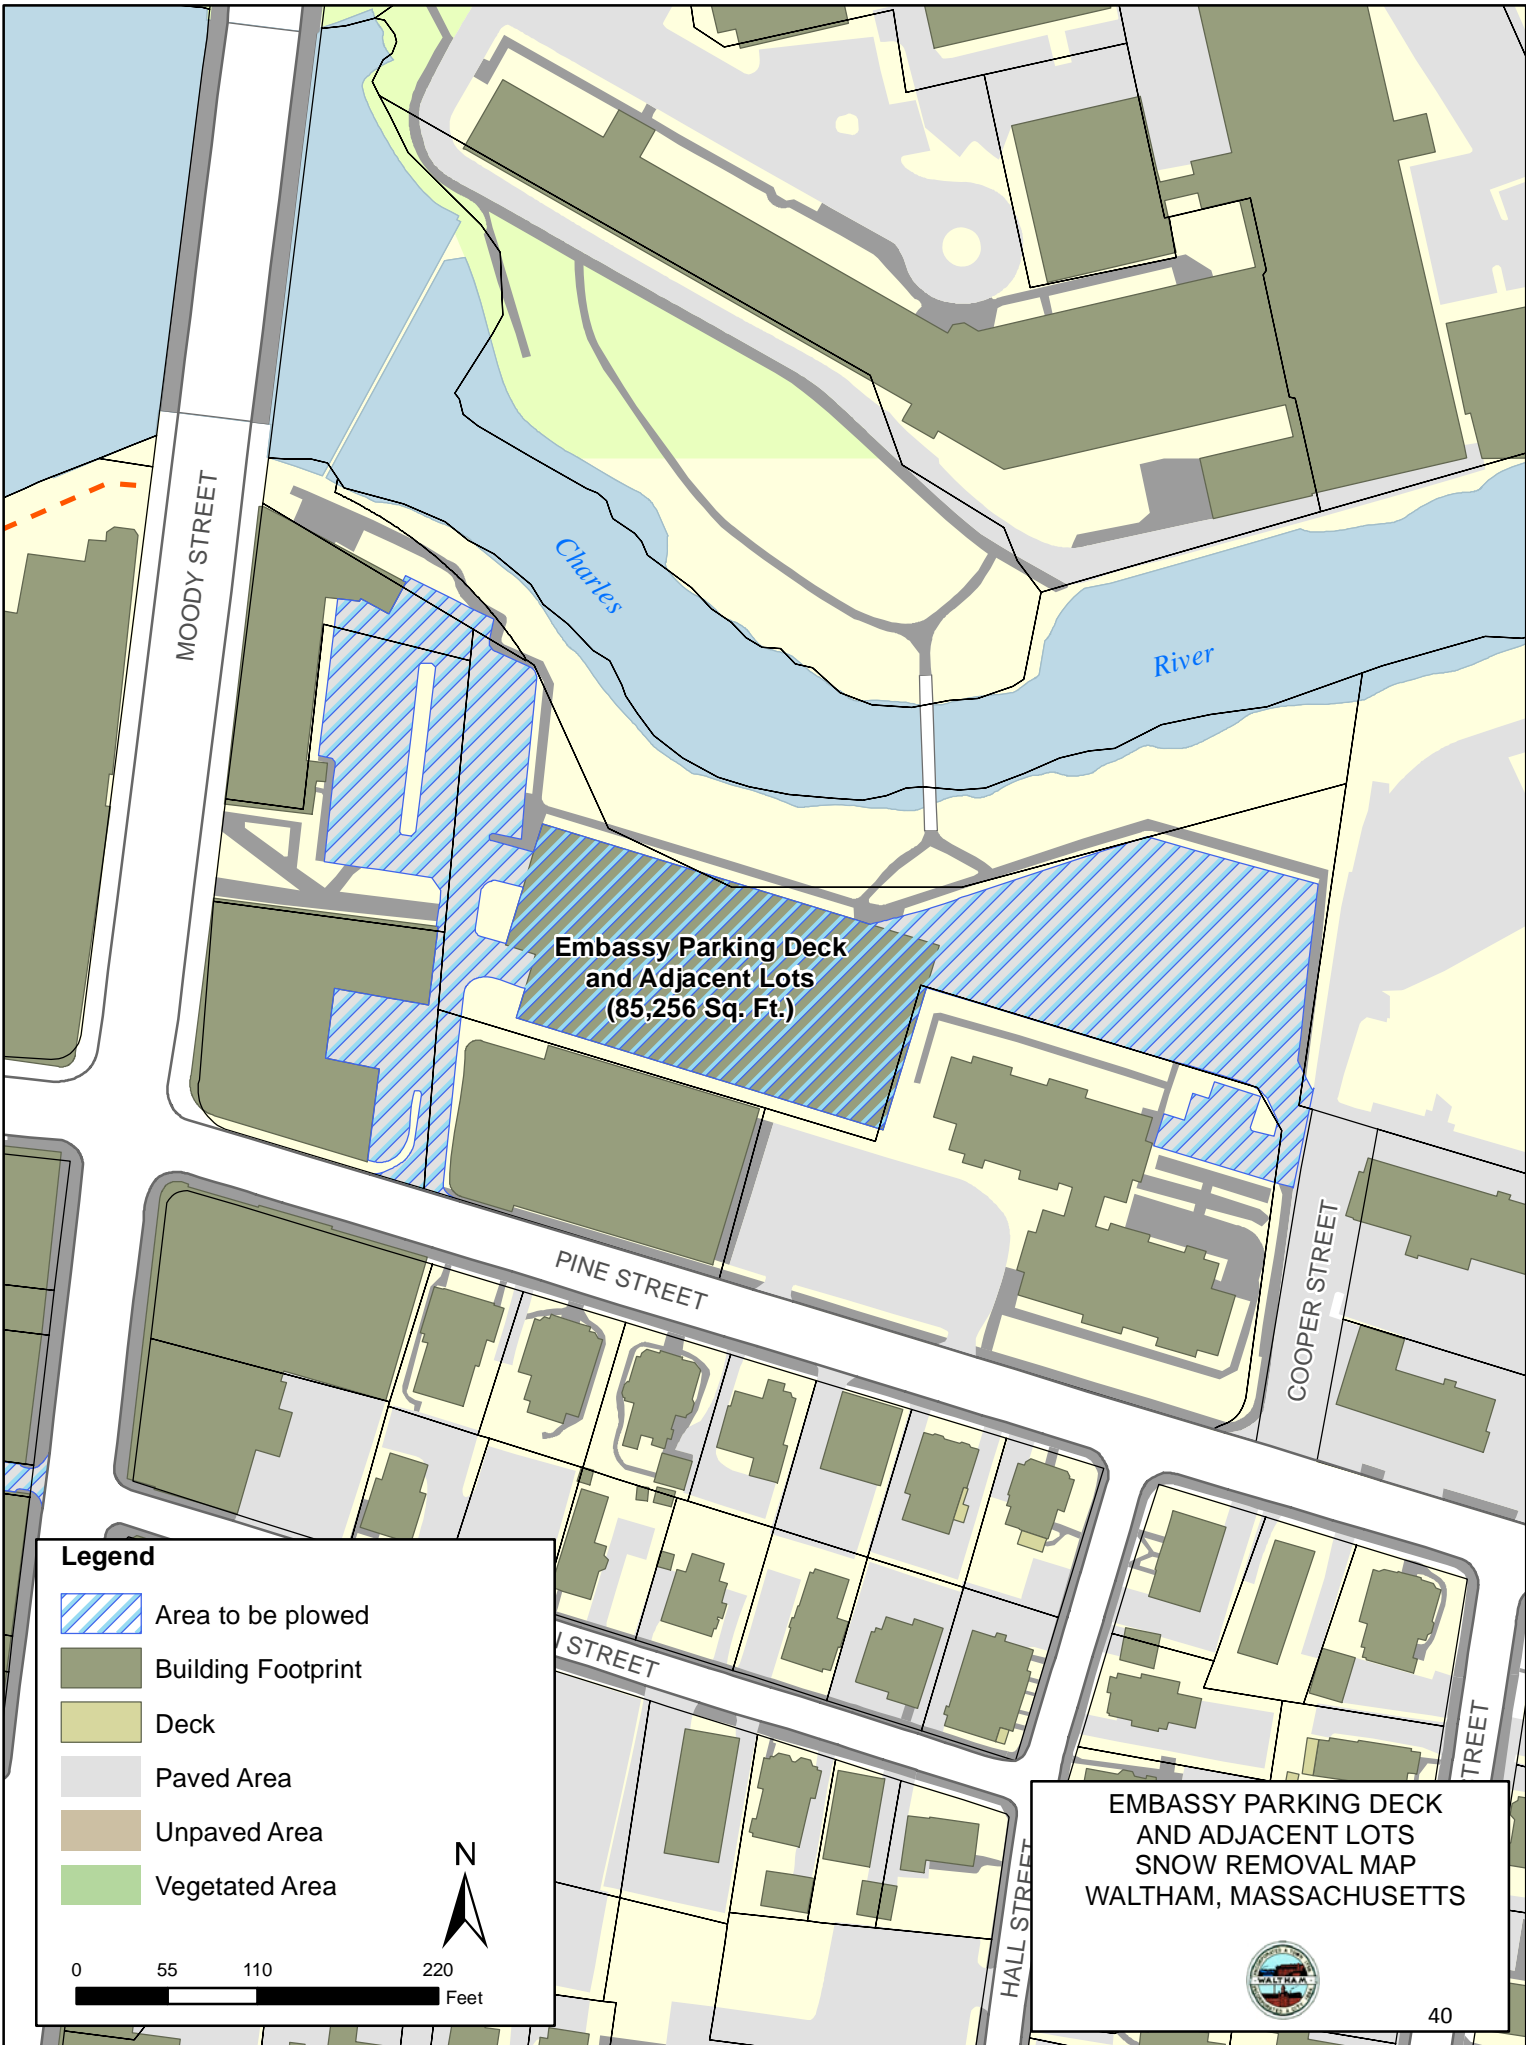 MOODY STREET
Charles
River
Embassy Parking Deck
and Adjacent Lots
(85,256 Sq. Ft.)
PINE STREET
COOPER STREET
STREET
HALL STREET
TREET
Legend
Area to be plowed
Building Footprint
Deck
Paved Area
Unpaved Area
Vegetated Area
N
0 55 110 220
Feet
EMBASSY PARKING DECK
AND ADJACENT LOTS
SNOW REMOVAL MAP
WALTHAM, MASSACHUSETTS
WALTHAM
40